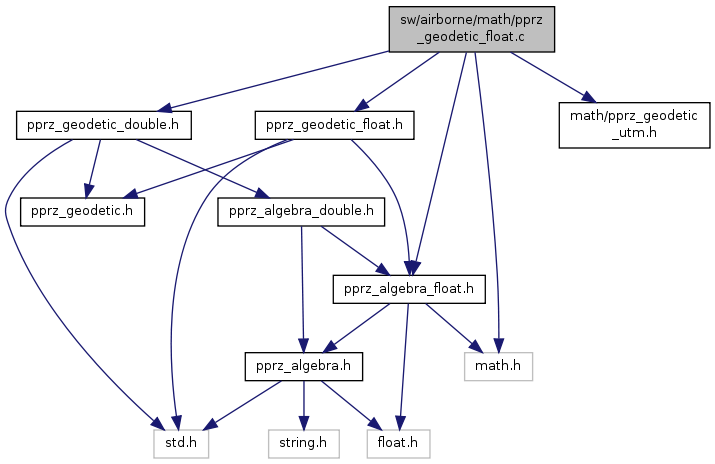 sw/airborne/math/pprz
_geodetic_float.c
pprz_geodetic_double.h
pprz_geodetic_float.h
math/pprz_geodetic
_utm.h
pprz_geodetic.h
pprz_algebra_double.h
pprz_algebra_float.h
pprz_algebra.h
math.h
std.h
string.h
float.h